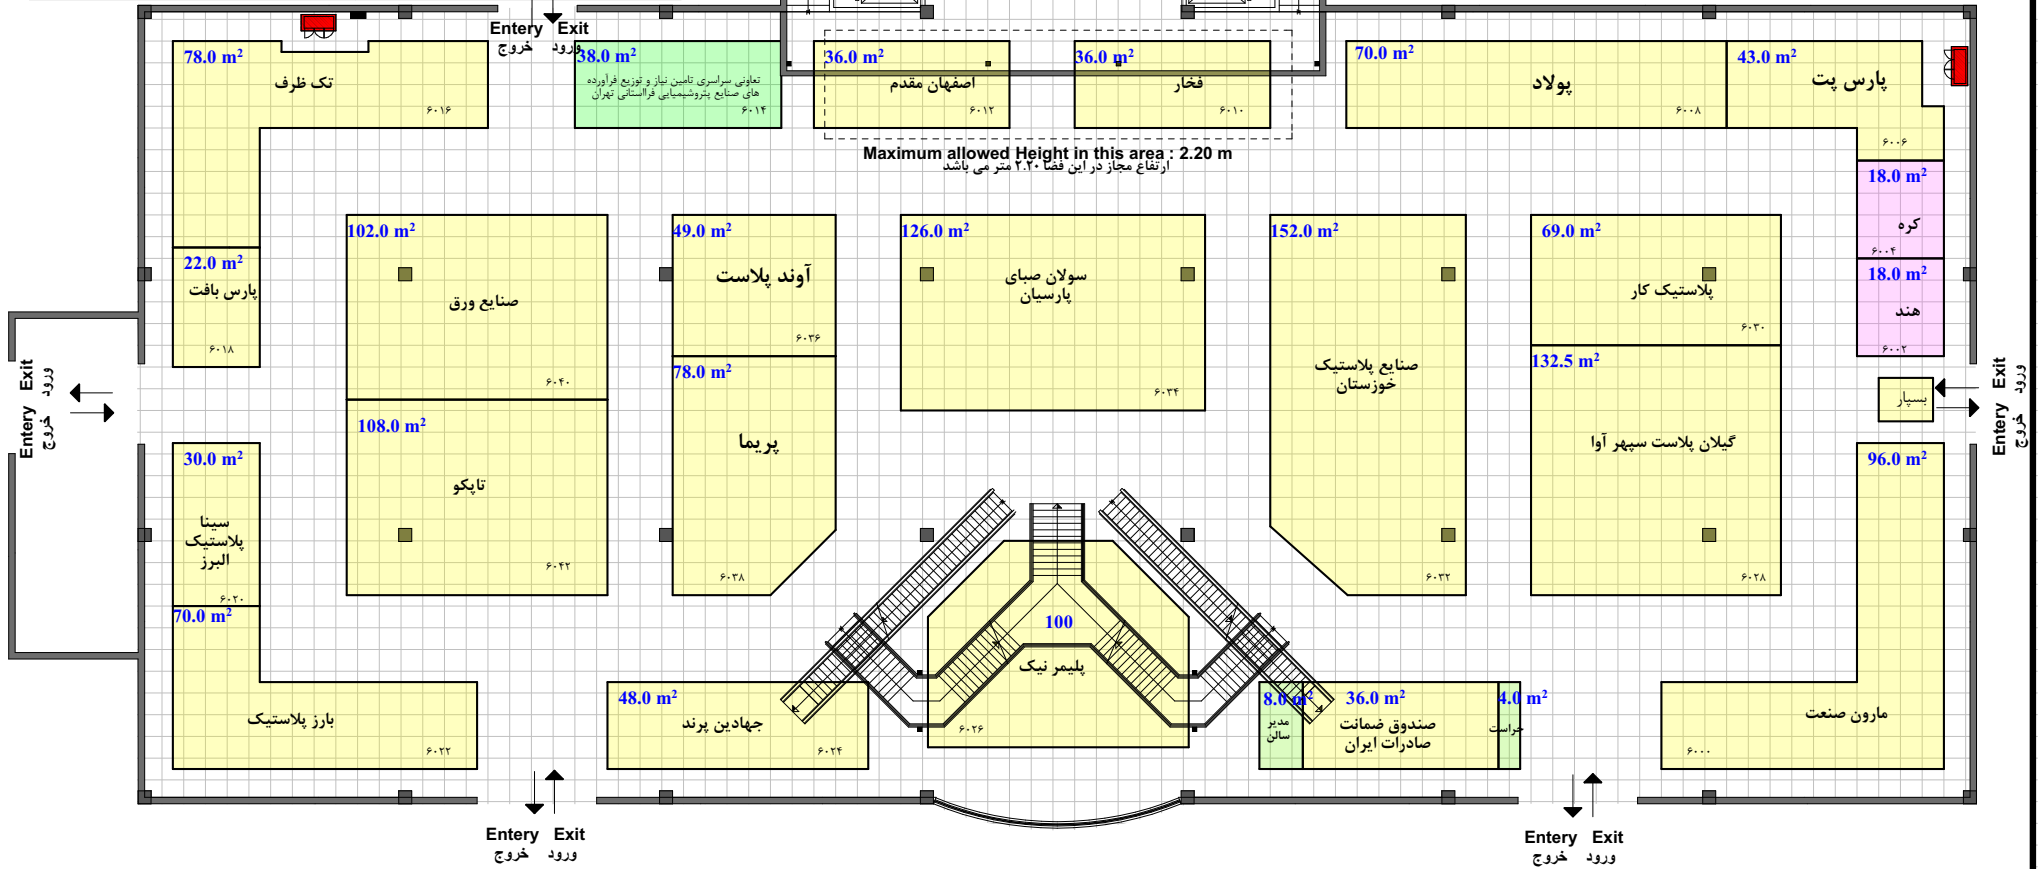 Entery Exit
خروج ورود
78.0 m²
تک ظرف
۶۰۱۶
38.0 m²
تعاونی سراسری تامین نیاز و توزیع فرآورده
های صنایع پتروشیمیایی فرااستانی تهران
۶۰۱۴
36.0 m²
اصفهان مقدم
۶۰۱۲
36.0 m²
فخار
۶۰۱۰
70.0 m²
پولاد
۶۰۰۸
43.0 m²
پارس پت
۶۰۰۶
Maximum allowed Height in this area : 2.20 m
ارتفاع مجاز در این فضا ۲.۲۰ متر می باشد
18.0 m²
کره
۶۰۰۴
18.0 m²
هند
۶۰۰۲
22.0 m²
پارس بافت
۶۰۱۸
102.0 m²
صنایع ورق
۶۰۴۰
49.0 m²
آوند پلاست
۶۰۳۶
126.0 m²
سولان صبای
پارسیان
۶۰۳۴
152.0 m²
صنایع پلاستیک
خوزستان
۶۰۳۲
69.0 m²
پلاستیک کار
۶۰۳۰
132.5 m²
گیلان پلاست سپهر آوا
۶۰۲۸
بسپار
Entery Exit
خروج ورود
Entery Exit
خروج ورود
108.0 m²
تاپکو
۶۰۴۲
78.0 m²
پریما
۶۰۳۸
30.0 m²
سینا
پلاستیک
البرز
۶۰۲۰
70.0 m²
بارز پلاستیک
۶۰۲۲
48.0 m²
جهادین پرند
۶۰۲۴
100
پلیمر نیک
۶۰۲۶
8.0 m²
مدیر
سالن
36.0 m²
صندوق ضمانت
صادرات ایران
4.0 m²
حراست
96.0 m²
مارون صنعت
۶۰۰۰
Entery Exit
خروج ورود
Entery Exit
خروج ورود